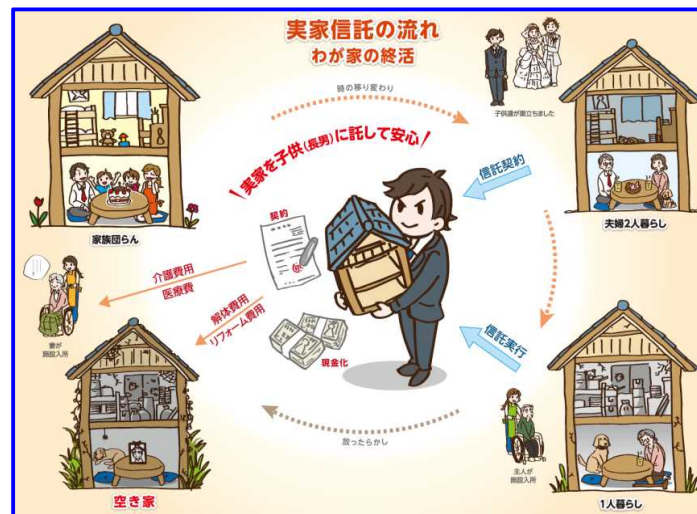 実家信託の流れ
わが家の終活
時の移り変わり
子供達が巣立ちました
実家を子供(長男)に託して安心
信託契約
契約
家族団らん
夫婦2人暮らし
介護費用
医療費
妻が
施設入所
解体費用
リフォーム費用
信託実行
現金化
主人が
施設入所
放ったらかし
空き家
1人暮らし